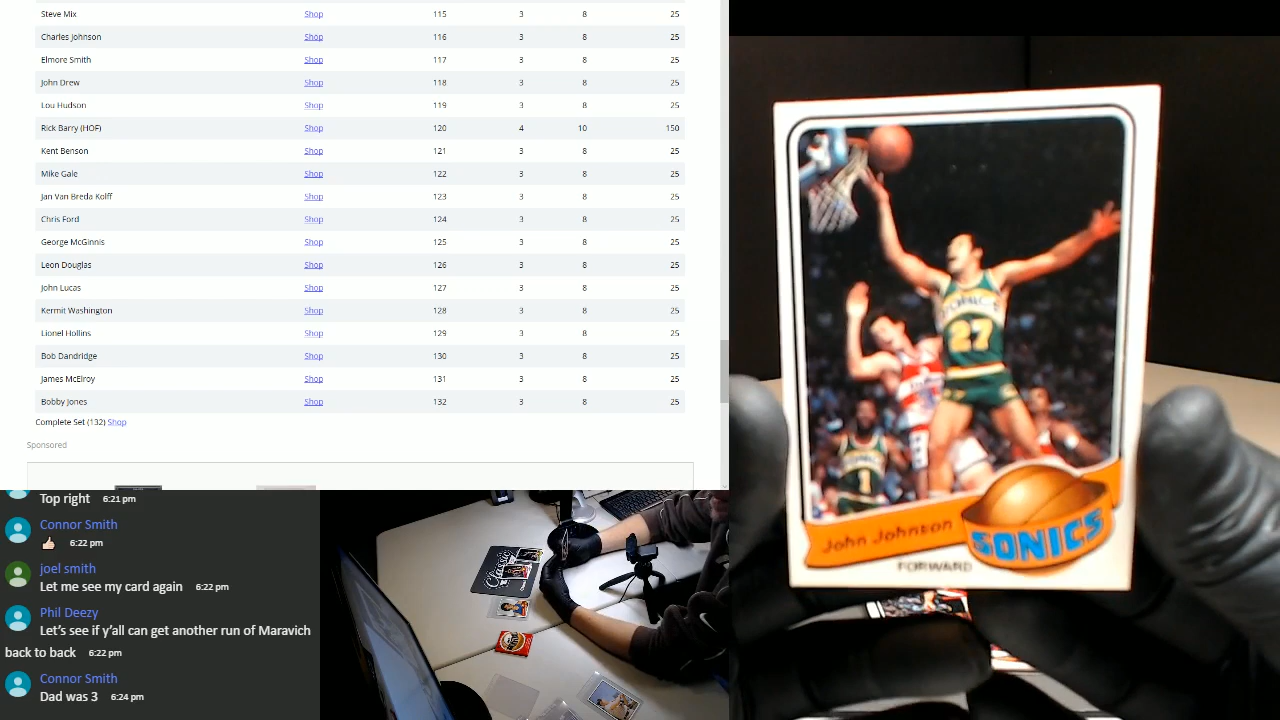 Steve Mix Shop 115 3 8 25
Charles Johnson Shop 116 3 8 25
Elmore Smith Shop 117 3 8 25
John Drew Shop 118 3 8 25
Lou Hudson Shop 119 3 8 25
Rick Barry (HOF) Shop 120 4 10 150
Kent Benson Shop 121 3 8 25
Mike Gale Shop 122 3 8 25
Jan Van Breda Kolff Shop 123 3 8 25
Chris Ford Shop 124 3 8 25
George McGinnis Shop 125 3 8 25
Leon Douglas Shop 126 3 8 25
John Lucas Shop 127 3 8 25
Kermit Washington Shop 128 3 8 25
Lionel Hollins Shop 129 3 8 25
Bob Dandridge Shop 130 3 8 25
James McElroy Shop 131 3 8 25
Bobby Jones Shop 132 3 8 25
Complete Set (132) Shop
Sponsored
Top right 6:21 pm
Connor Smith
👍🏻 6:22 pm
joel smith
Let me see my card again 6:22 pm
Phil Deezy
Let's see if y'all can get another run of Maravich
back to back 6:22 pm
Connor Smith
Dad was 3 6:24 pm
SONICS
27
1
John Johnson
SONICS
FORWARD